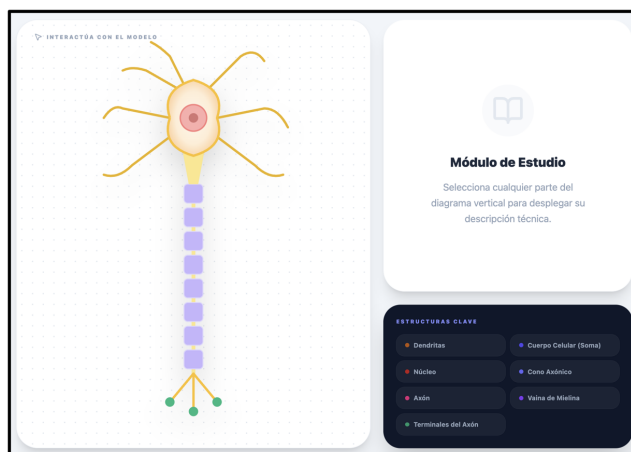 INTERACTÚA CON EL MODELO
Módulo de Estudio
Selecciona cualquier parte del
diagrama vertical para desplegar su
descripción técnica.
ESTRUCTURAS CLAVE
Dendritas
Cuerpo Celular (Soma)
Núcleo
Cono Axónico
Axón
Vaina de Mielina
Terminales del Axón